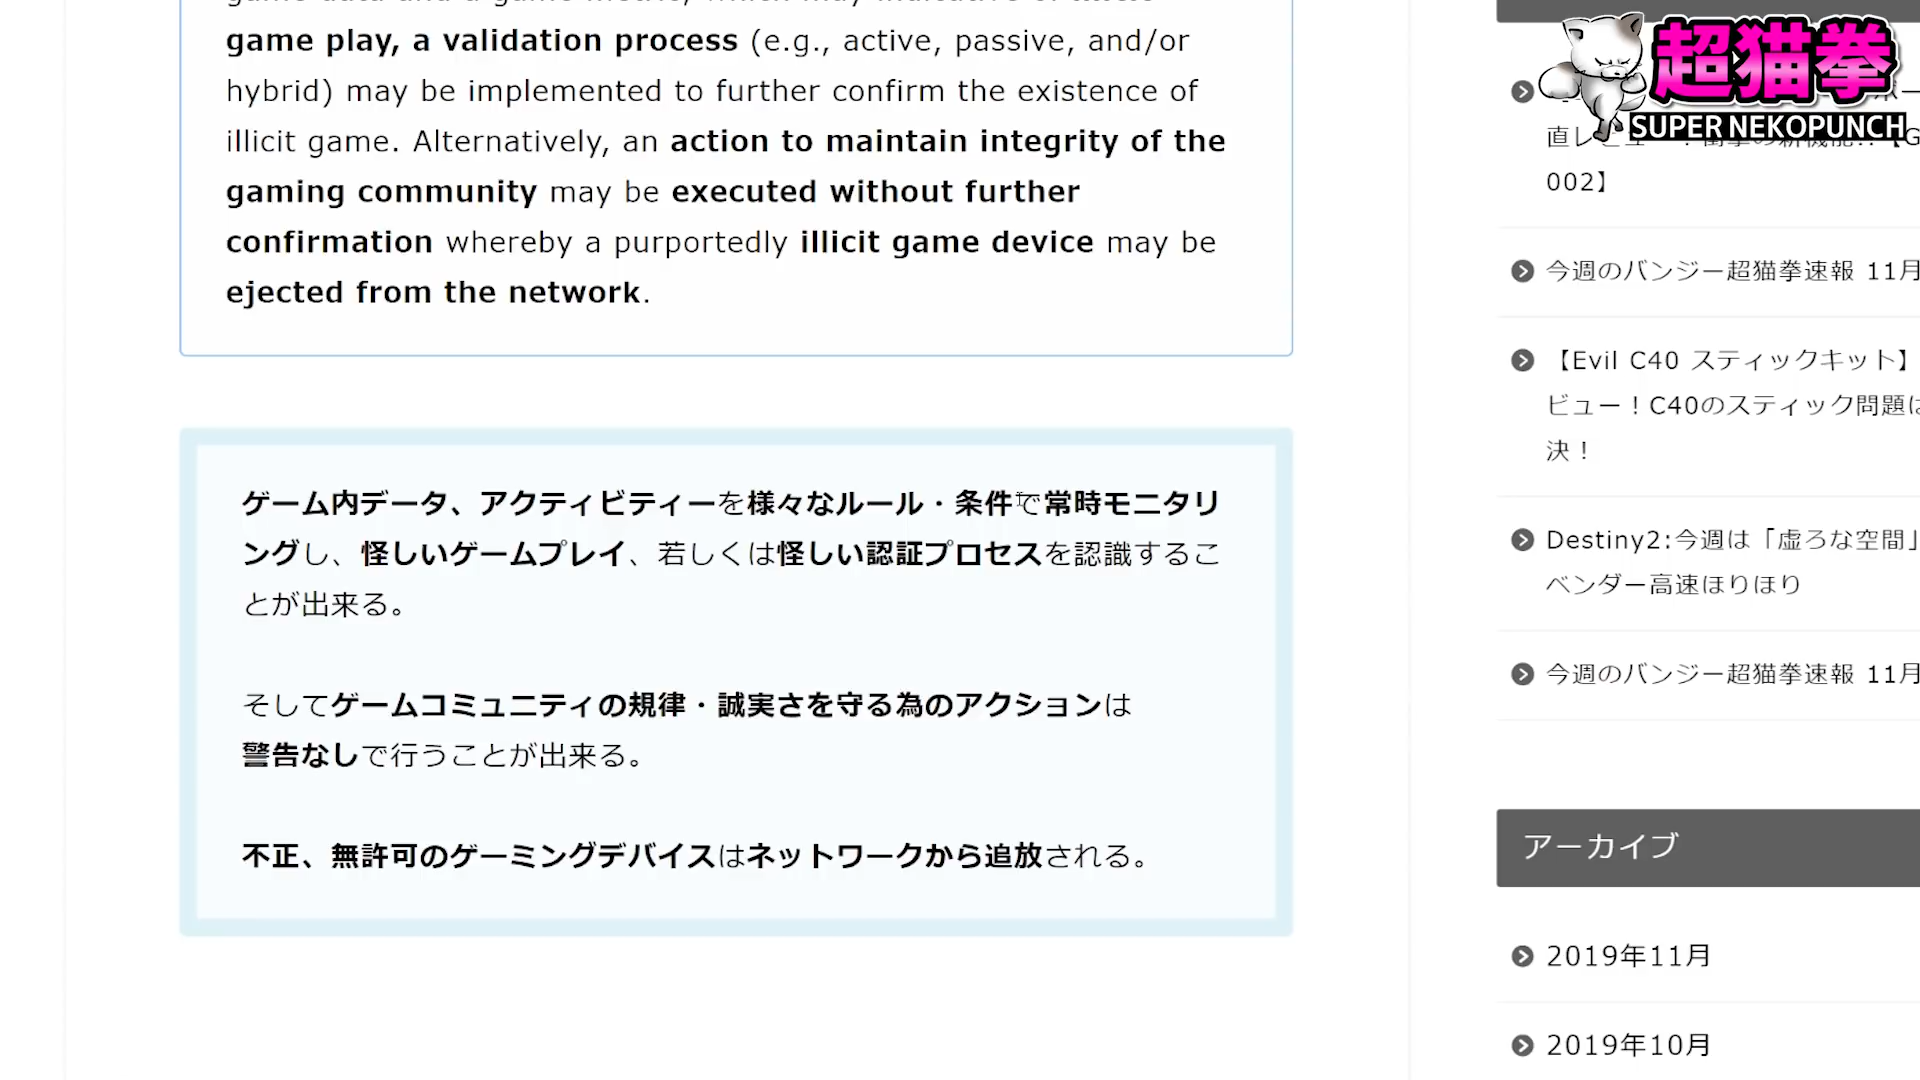 game play, a validation process (e.g., active, passive, and/or
hybrid) may be implemented to further confirm the existence of
illicit game. Alternatively, an action to maintain integrity of the
gaming community may be executed without further
confirmation whereby a purportedly illicit game device may be
ejected from the network.
ゲーム内データ、アクティビティーを様々なルール・条件で常時モニタリ
ングし、怪しいゲームプレイ、若しくは怪しい認証プロセスを認識するこ
とが出来る。
そしてゲームコミュニティの規律・誠実さを守る為のアクションは
警告なしで行うことが出来る。
不正、無許可のゲーミングデバイスはネットワークから追放される。
超猫拳
SUPER NEKOPUNCH
002】
今週のバンジー超猫拳速報 11月
【Evil C40 スティックキット】
ビュー！C40のスティック問題は
決！
Destiny2:今週は「虚ろな空間」
ベンダー高速ほりほり
今週のバンジー超猫拳速報 11月
アーカイブ
2019年11月
2019年10月